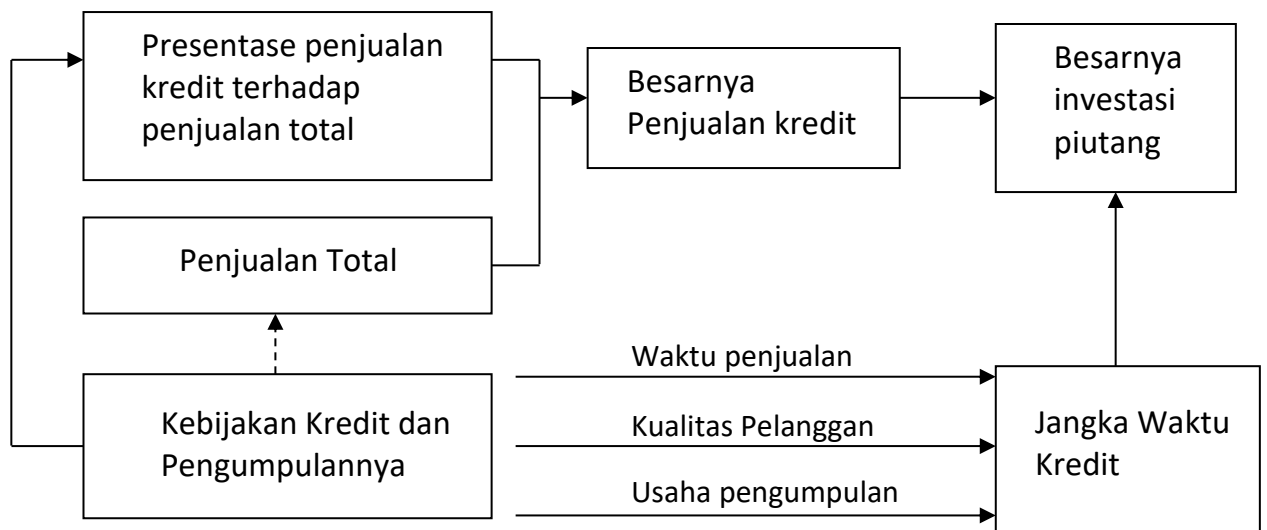 Presentase penjualan
kredit terhadap
penjualan total
Besarnya
Penjualan kredit
Besarnya
investasi
piutang
Penjualan Total
Kebijakan Kredit dan
Pengumpulannya
Waktu penjualan
Kualitas Pelanggan
Usaha pengumpulan
Jangka Waktu
Kredit